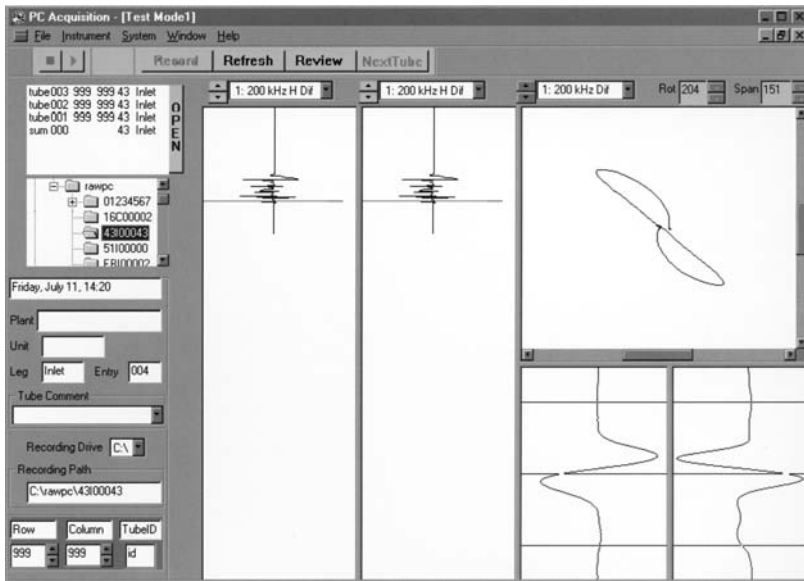 PC Acquisition - [Test Mode1]
File Instrument System Window Help
Record Refresh Review NextTube
tube003 999 999 43 Inlet
tube002 999 999 43 Inlet
tube001 999 999 43 Inlet
sum 000 43 Inlet
OPEN
1: 200 kHz H Dif
1: 200 kHz H Dif
1: 200 kHz Dif
Rot 204 Span 151
rawpc
01234567
16C00002
43I00043
51I00000
EBI00002
Friday, July 11, 14:20
Plant
Unit
Leg Inlet Entry 004
Tube Comment
Recording Drive C:\
Recording Path
C:\rawpc\43I00043
Row Column TubeID
999 999 id